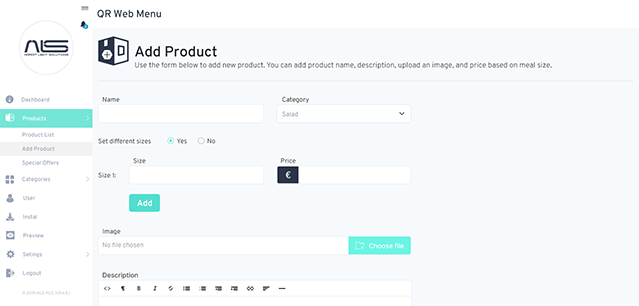 QR Web Menu
ALS
Add Product
Use the form below to add new product. You can add product name, description, upload an image, and price based on meal size.
Dashboard
Products
Product List
Add Product
Special Offers
Categories
User
Instal
Preview
Settings
Logout
Name
Category
Salad
Set different sizes
Yes
No
Size
Price
Size 1:
€
Add
Image
No file chosen
Choose file
Description